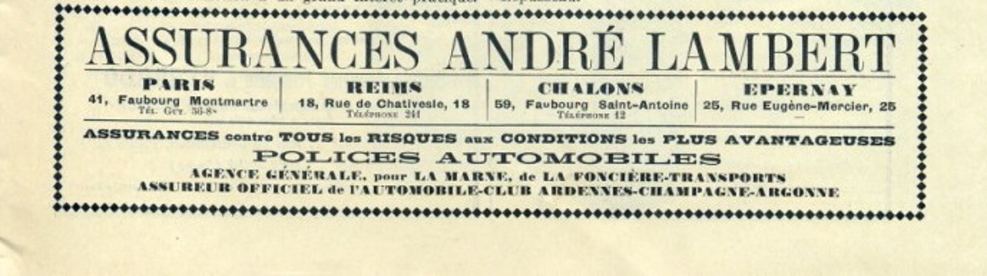 ASSURANCES ANDRÉ LAMBERT
PARIS
41, Faubourg Montmartre
REIMS
18, Rue de Chativesle, 18
TÉLÉPHONE 241
CHALONS
59, Faubourg Saint-Antoine
TÉLÉPHONE 12
EPERNAY
25, Rue Eugène-Mercier, 25
ASSURANCES contre TOUS les RISQUES aux CONDITIONS les PLUS AVANTAGEUSES
POLICES AUTOMOBILES
AGENCE GÉNÉRALE, pour LA MARNE, de LA FONCIÈRE-TRANSPORTS
ASSUREUR OFFICIEL de l'AUTOMOBILE-CLUB ARDENNES-CHAMPAGNE-ARGONNE